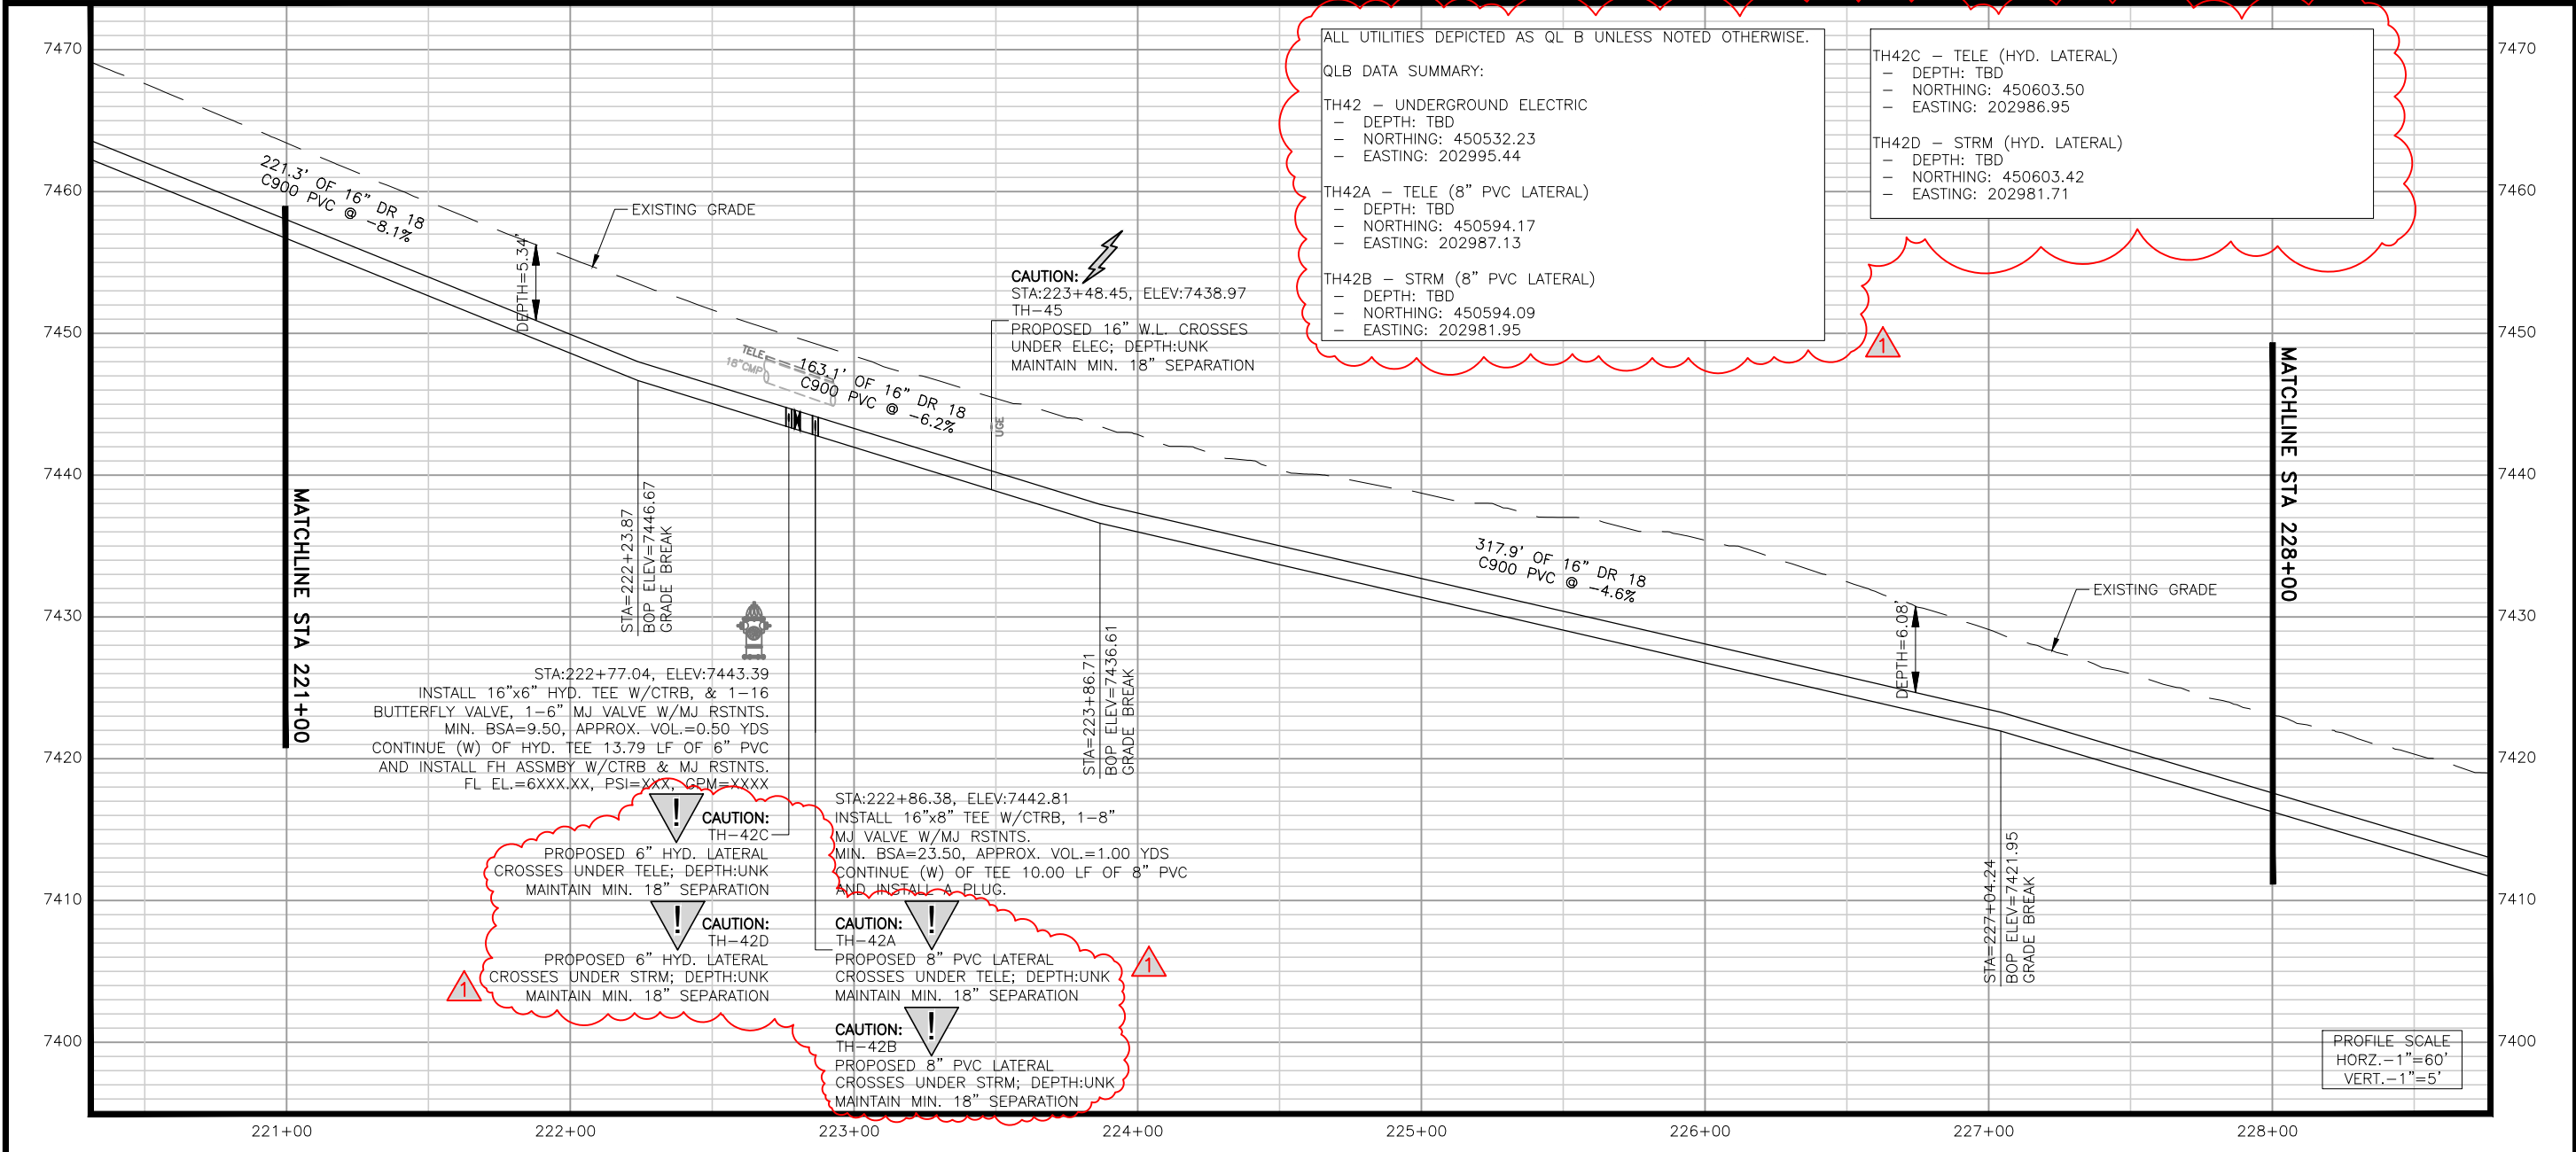 7470
7460
7450
7440
7430
7420
7410
7400
221.3' OF 16" DR 18
C900 PVC @ -8.1%
MATCHLINE STA 221+00
DEPTH=5.34'
EXISTING GRADE
TELE
18"CMP
163.1' OF 16" DR 18
C900 PVC @ -6.2%
CAUTION:
STA:223+48.45, ELEV:7438.97
TH-45
PROPOSED 16" W.L. CROSSES
UNDER ELEC; DEPTH:UNK
MAINTAIN MIN. 18" SEPARATION
UGE
ALL UTILITIES DEPICTED AS QL B UNLESS NOTED OTHERWISE.
QLB DATA SUMMARY:
TH42 - UNDERGROUND ELECTRIC
- DEPTH: TBD
- NORTHING: 450532.23
- EASTING: 202995.44
TH42A - TELE (8" PVC LATERAL)
- DEPTH: TBD
- NORTHING: 450594.17
- EASTING: 202987.13
TH42B - STRM (8" PVC LATERAL)
- DEPTH: TBD
- NORTHING: 450594.09
- EASTING: 202981.95
TH42C - TELE (HYD. LATERAL)
- DEPTH: TBD
- NORTHING: 450603.50
- EASTING: 202986.95
TH42D - STRM (HYD. LATERAL)
- DEPTH: TBD
- NORTHING: 450603.42
- EASTING: 202981.71
1
STA=222+23.87
BOP ELEV=7446.67
GRADE BREAK
STA:222+77.04, ELEV:7443.39
INSTALL 16"x6" HYD. TEE W/CTRB, & 1-16
BUTTERFLY VALVE, 1-6" MJ VALVE W/MJ RSTNTS.
MIN. BSA=9.50, APPROX. VOL.=0.50 YDS
CONTINUE (W) OF HYD. TEE 13.79 LF OF 6" PVC
AND INSTALL FH ASSMBY W/CTRB & MJ RSTNTS.
FL EL.=6XXX.XX, PSI=XXX, GPM=XXXX
! CAUTION:
TH-42C
PROPOSED 6" HYD. LATERAL
CROSSES UNDER TELE; DEPTH:UNK
MAINTAIN MIN. 18" SEPARATION
! CAUTION:
TH-42D
PROPOSED 6" HYD. LATERAL
CROSSES UNDER STRM; DEPTH:UNK
MAINTAIN MIN. 18" SEPARATION
1
STA:222+86.38, ELEV:7442.81
INSTALL 16"x8" TEE W/CTRB, 1-8"
MJ VALVE W/MJ RSTNTS.
MIN. BSA=23.50, APPROX. VOL.=1.00 YDS
CONTINUE (W) OF TEE 10.00 LF OF 8" PVC
AND INSTALL A PLUG.
CAUTION: !
TH-42A
PROPOSED 8" PVC LATERAL
CROSSES UNDER TELE; DEPTH:UNK
MAINTAIN MIN. 18" SEPARATION
CAUTION: !
TH-42B
PROPOSED 8" PVC LATERAL
CROSSES UNDER STRM; DEPTH:UNK
MAINTAIN MIN. 18" SEPARATION
1
STA=223+86.71
BOP ELEV=7436.61
GRADE BREAK
317.9' OF 16" DR 18
C900 PVC @ -4.6%
DEPTH=6.08'
EXISTING GRADE
STA=227+04.24
BOP ELEV=7421.95
GRADE BREAK
MATCHLINE STA 228+00
7470
7460
7450
7440
7430
7420
7410
7400
PROFILE SCALE
HORZ.-1"=60'
VERT.-1"=5'
221+00
222+00
223+00
224+00
225+00
226+00
227+00
228+00